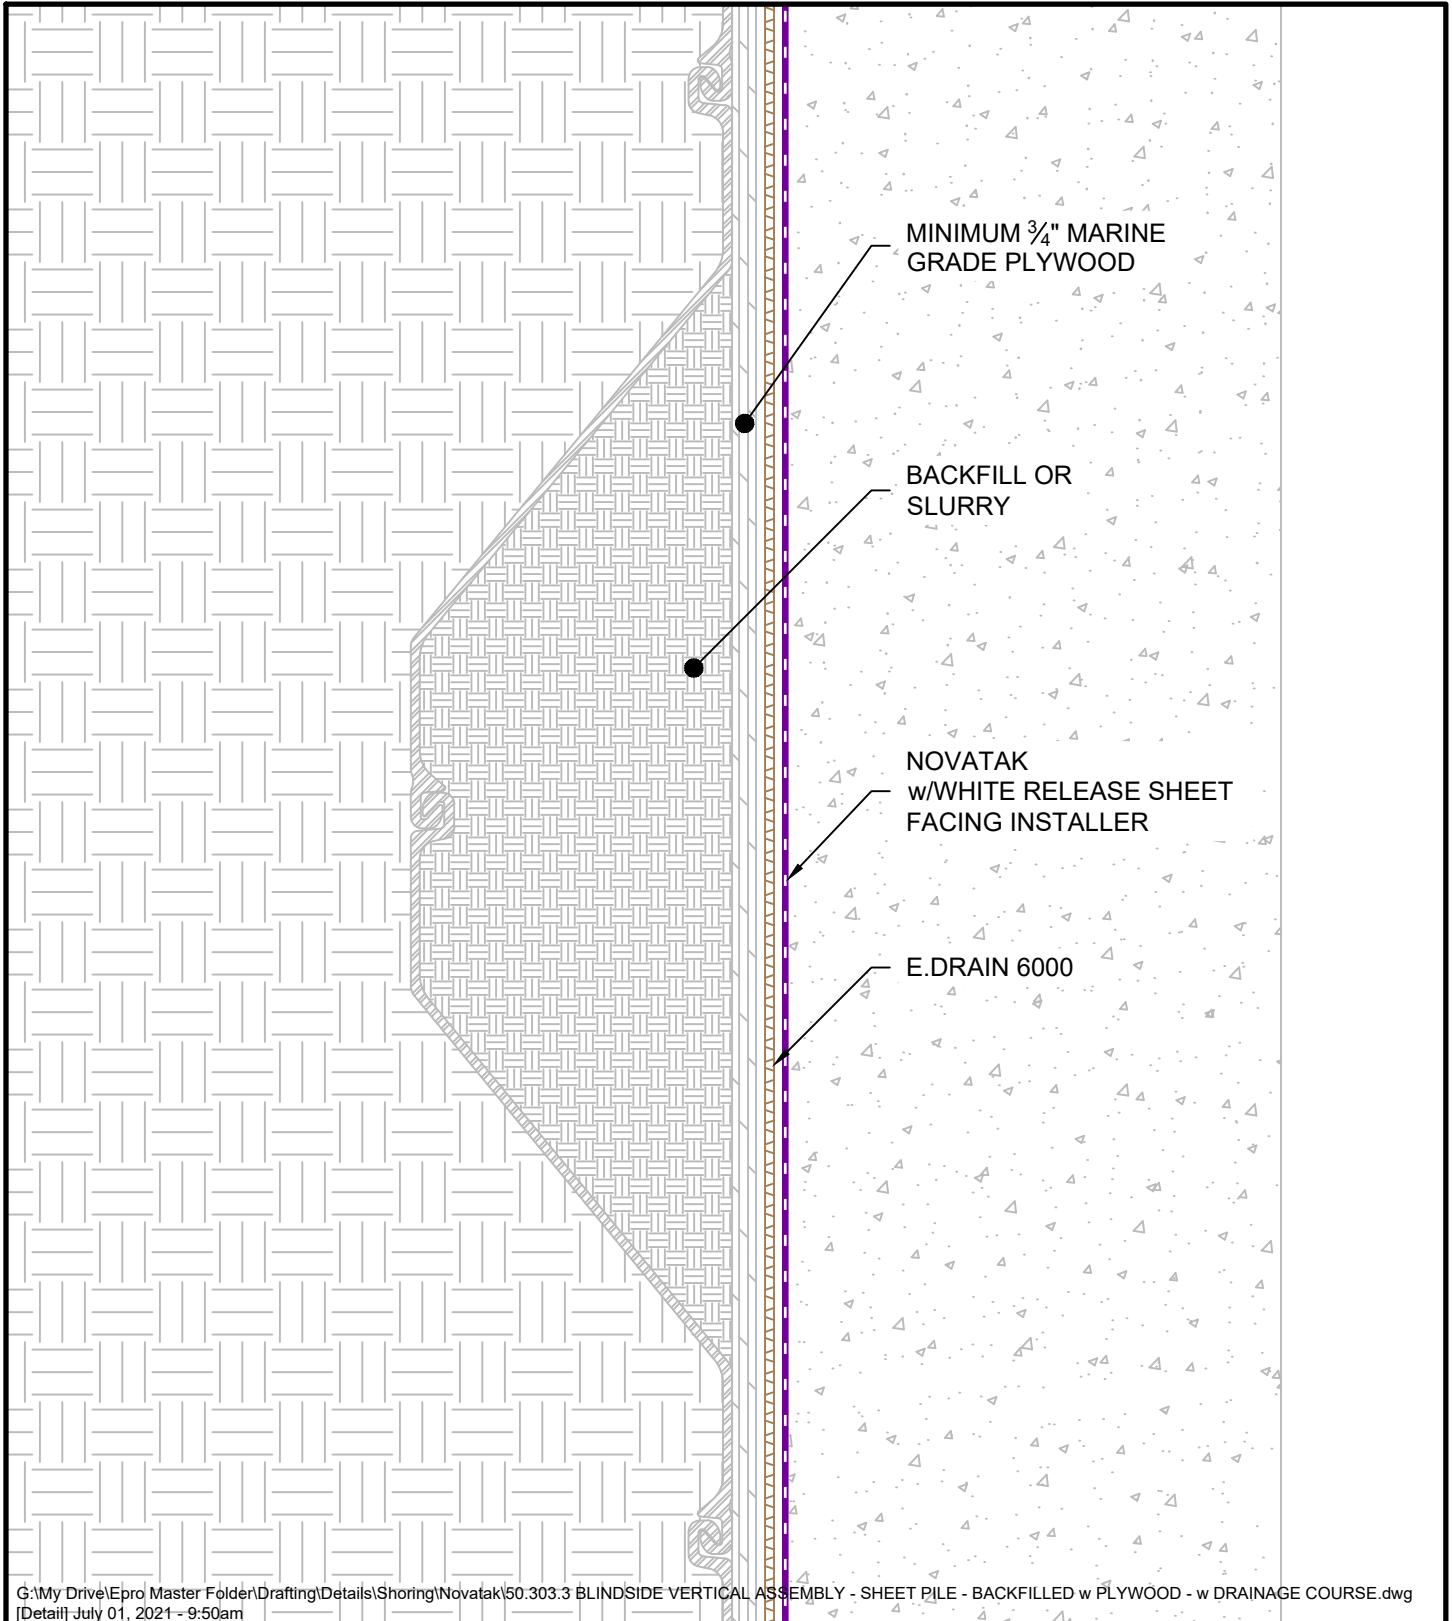 MINIMUM ¾" MARINE
GRADE PLYWOOD
BACKFILL OR
SLURRY
NOVATAK
w/WHITE RELEASE SHEET
FACING INSTALLER
E.DRAIN 6000
G:\My Drive\Epro Master Folder\Drafting\Details\Shoring\Novatak\50.303.3 BLINDSIDE VERTICAL ASSEMBLY - SHEET PILE - BACKFILLED w PLYWOOD - w DRAINAGE COURSE.dwg
[Detail] July 01, 2021 - 9:50am